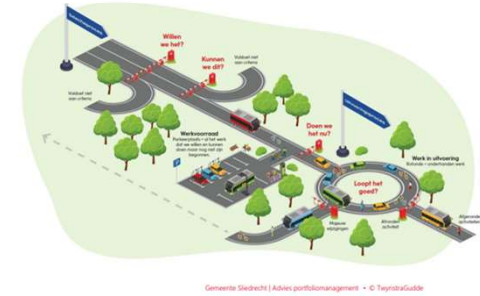 Willen
we het?
Kunnen
we dit?
Voldoet niet
aan criteria
Voldoet niet
aan criteria
Doen we
het nu?
Werkvoorraad
Parkeerplaats = al het werk
dat we willen en kunnen
doen maar nog niet zijn
begonnen.
Werk in uitvoering
Rotonde = onderhanden werk
Loopt het
goed?
Majeure
wijzigingen
Afronden
activiteit
Afgeronde
activiteiten
Gemeente Sliedrecht | Advies portfoliomanagement • © TwynstraGudde